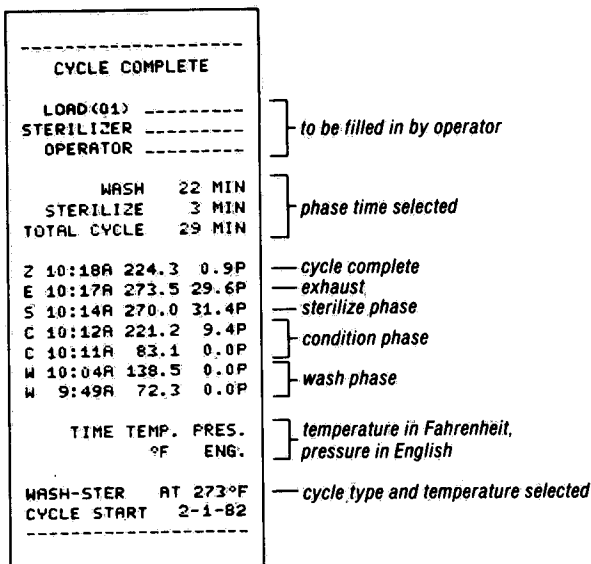 CYCLE COMPLETE
LOAD(01) ----------
STERILIZER ----------
OPERATOR ----------
to be filled in by operator
WASH 22 MIN
STERILIZE 3 MIN
TOTAL CYCLE 29 MIN
phase time selected
Z 10:18A 224.3 0.9P — cycle complete
E 10:17A 273.5 29.6P — exhaust
S 10:14A 270.0 31.4P — sterilize phase
C 10:12A 221.2 9.4P
C 10:11A 83.1 0.0P
condition phase
W 10:04A 138.5 0.0P
W 9:49A 72.3 0.0P
wash phase
TIME TEMP. PRES.
°F ENG.
temperature in Fahrenheit,
pressure in English
WASH-STER AT 273°F — cycle type and temperature selected
CYCLE START 2-1-82